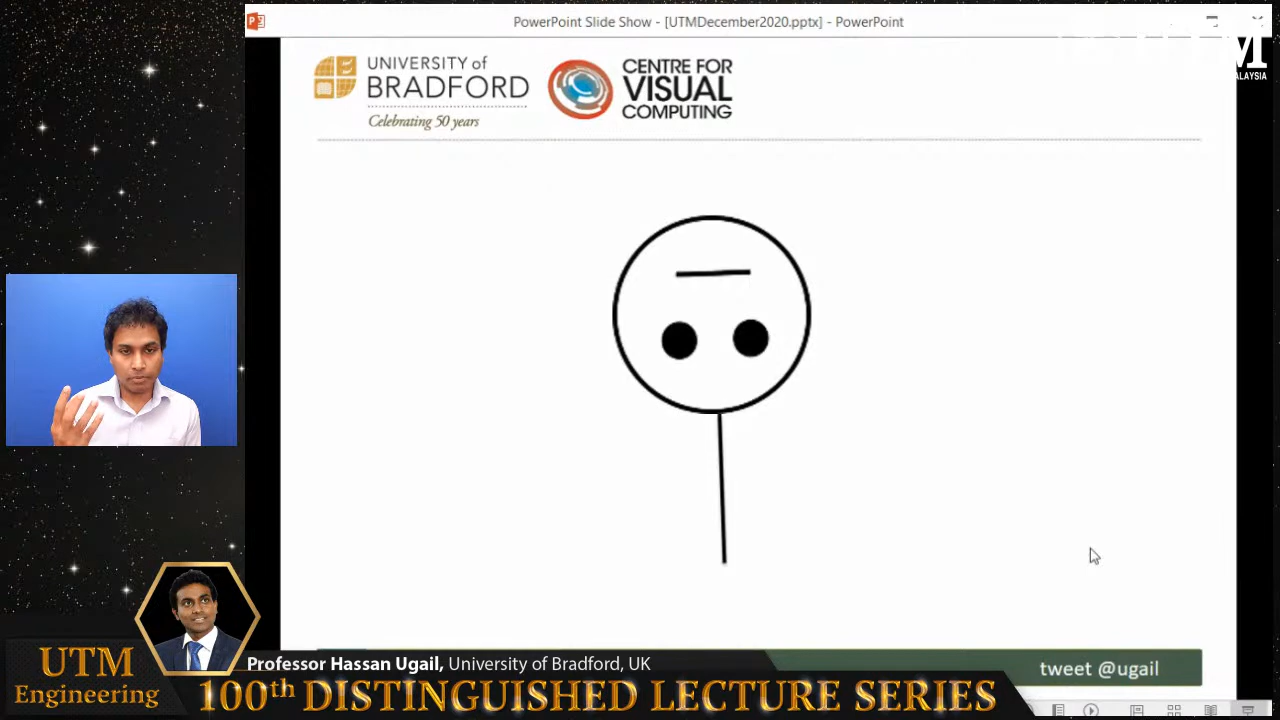 PowerPoint Slide Show - [UTMDecember2020.pptx] - PowerPoint
UNIVERSITY of
BRADFORD
Celebrating 50 years
CENTRE FOR
VISUAL
COMPUTING
M
ALAYSIA
tweet @ugail
Professor Hassan Ugail, University of Bradford, UK
UTM
Engineering
100th DISTINGUISHED LECTURE SERIES